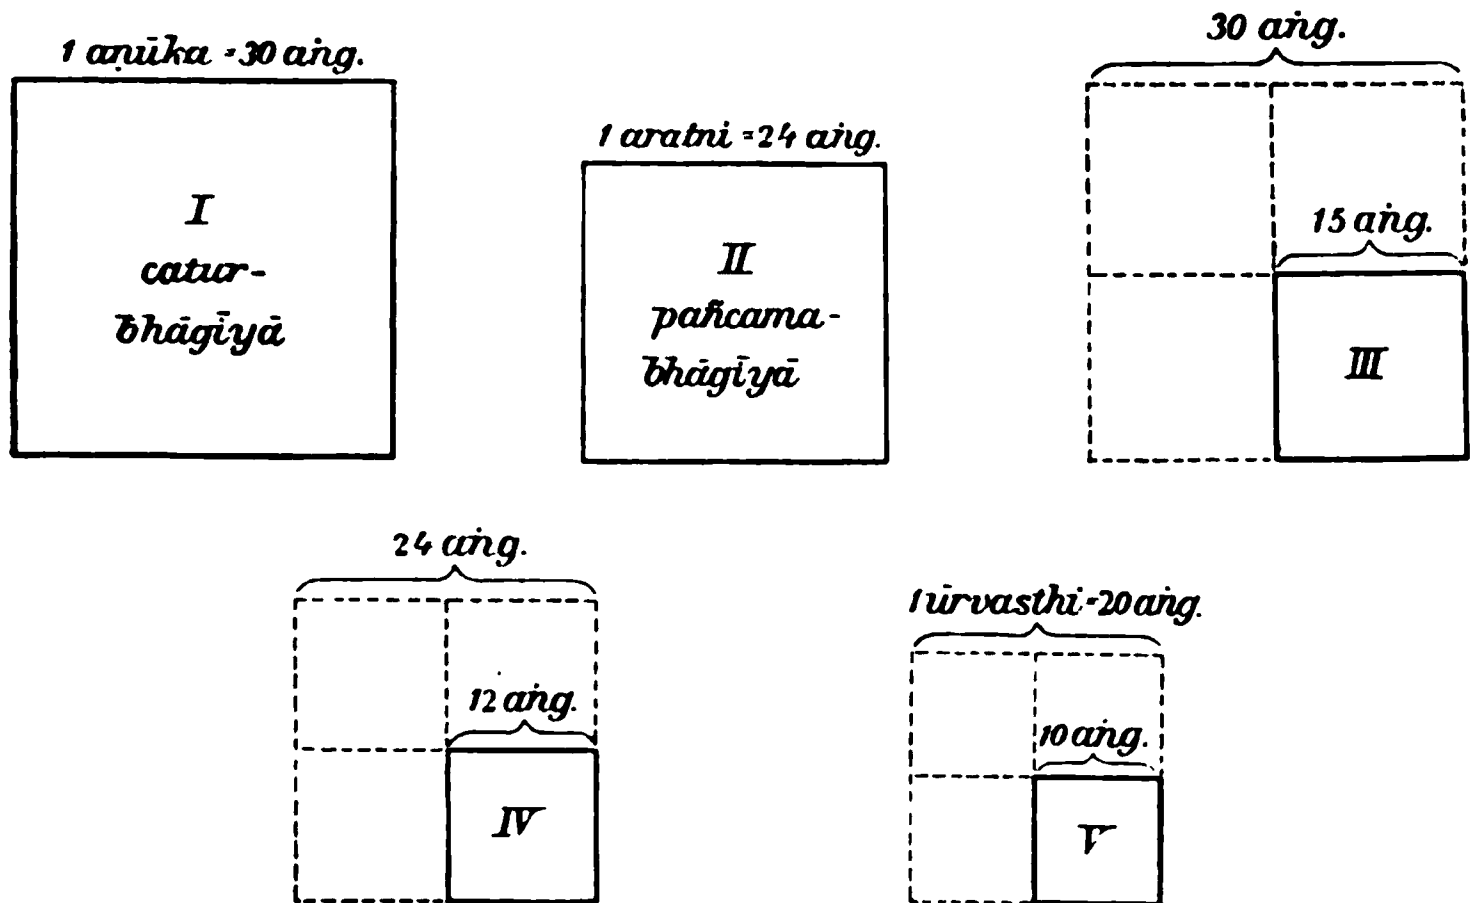 1 aṇūka = 30 aṅg.
I
catur-
bhāgīyā
1 aratni = 24 aṅg.
II
pañcama-
bhāgīyā
30 aṅg.
15 aṅg.
III
24 aṅg.
12 aṅg.
IV
1 ūrvasthi = 20 aṅg.
10 aṅg.
V